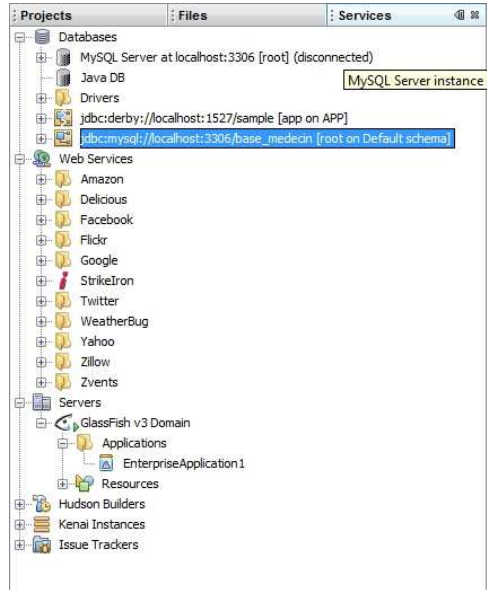 Projects Files Services
Databases
MySQL Server at localhost:3306 [root] (disconnected)
Java DB
MySQL Server instance
Drivers
jdbc:derby://localhost:1527/sample [app on APP]
jdbc:mysql://localhost:3306/base_medecin [root on Default schema]
Web Services
Amazon
Delicious
Facebook
Flickr
Google
StrikeIron
Twitter
WeatherBug
Yahoo
Zillow
Zvents
Servers
GlassFish v3 Domain
Applications
EnterpriseApplication1
Resources
Hudson Builders
Kenai Instances
Issue Trackers